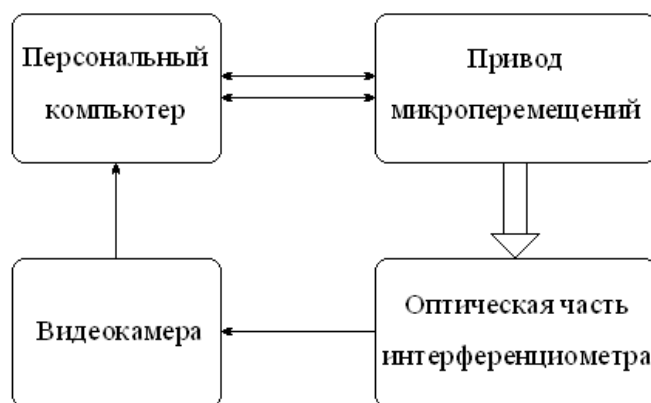 Персональный
компьютер
Привод
микроперемещений
Видеокамера
Оптическая часть
интерференциометра